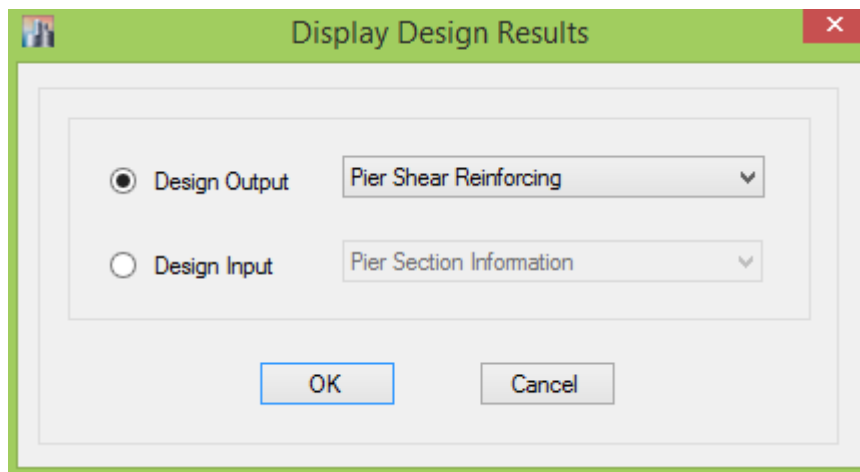 Display Design Results
Design Output Pier Shear Reinforcing
Design Input Pier Section Information
OK Cancel